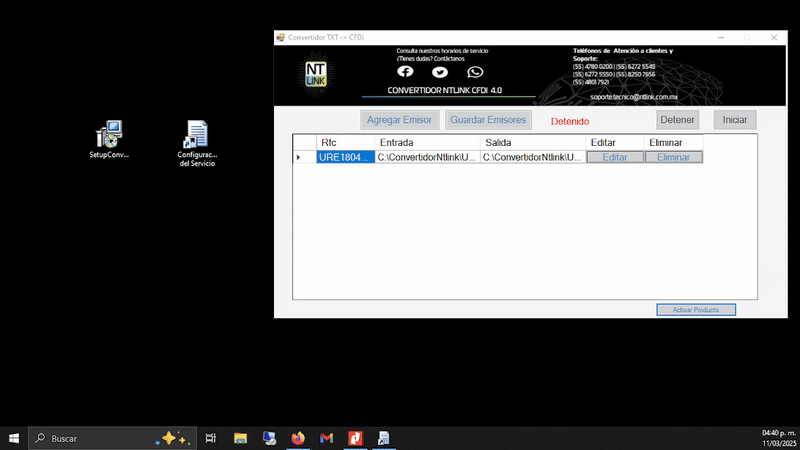 Convertidor TXT -> CFDi
NT
LINK
Consulta nuestros horarios de servicio
¿Tienes dudas? Contáctanos
CONVERTIDOR NTLINK CFDI 4.0
Teléfonos de Atención a clientes y
Soporte:
(55) 4780 0200 | (55) 6272 5549
(55) 6272 5550 | (55) 8250 7656
(55) 4801 7921
soporte.tecnico@ntlink.com.mx
Agregar Emisor
Guardar Emisores
Detenido
Detener
Iniciar
Rfc Entrada Salida Editar Eliminar
URE1804... C:\ConvertidorNtlink\U... C:\ConvertidorNtlink\U... Editar Eliminar
Activar Producto
SetupConv...
Configurac...
del Servicio
Buscar
04:40 p. m.
11/03/2025